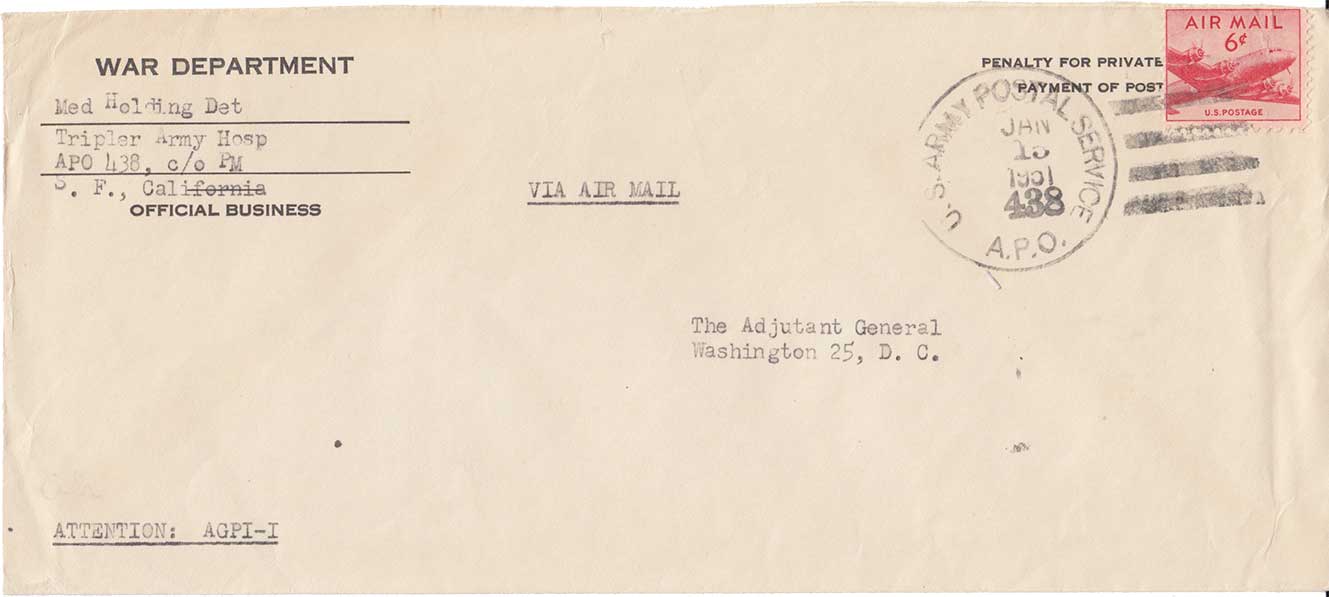 WAR DEPARTMENT
Med Holding Det
Tripler Army Hosp
APO 438, c/o PM
S. F., California
OFFICIAL BUSINESS
VIA AIR MAIL
PENALTY FOR PRIVATE
PAYMENT OF POST
AIR MAIL
6¢
U.S. POSTAGE
U.S. ARMY POSTAL SERVICE
JAN
15
1951
438
A.P.O.
The Adjutant General
Washington 25, D. C.
ATTENTION: AGPI-I